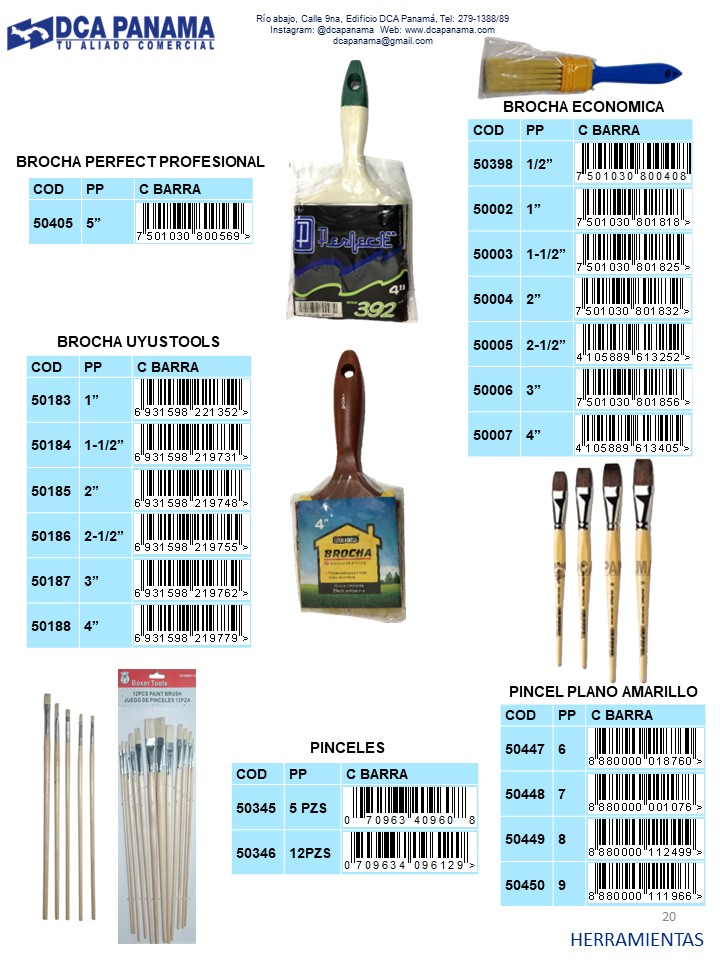 DCA PANAMA
TU ALIADO COMERCIAL
Río abajo, Calle 9na, Edificio DCA Panamá, Tel: 279-1388/89
Instagram: @dcapanama Web: www.dcapanama.com
dcapanama@gmail.com
BROCHA PERFECT PROFESIONAL
COD PP C BARRA
50405 5”
7 501030 800569 >
Perfect
4"
392
BROCHA ECONOMICA
COD PP C BARRA
50398 1/2”
7 501030 800408
50002 1”
7 501030 801818 >
50003 1-1/2”
7 501030 801825 >
50004 2”
7 501030 801832 >
50005 2-1/2”
4 105889 613252 >
50006 3”
7 501030 801856 >
50007 4”
4 105889 613405 >
BROCHA UYUSTOOLS
COD PP C BARRA
50183 1”
6 931598 221352 >
50184 1-1/2”
6 931598 219731 >
50185 2”
6 931598 219748 >
50186 2-1/2”
6 931598 219755 >
50187 3”
6 931598 219762 >
50188 4”
6 931598 219779 >
4"
BROCHA
PANAMA
PINCEL PLANO AMARILLO
COD PP C BARRA
50447 6
8 880000 018760 >
50448 7
8 880000 001076 >
50449 8
8 880000 112499 >
50450 9
8 880000 111966 >
Boxer Tools
12PCS PAINT BRUSH
JUEGO DE PINCELES 12PZA
PINCELES
COD PP C BARRA
50345 5 PZS
0 70963 40960 8
50346 12PZS
0 709634 096129 >
20
HERRAMIENTAS